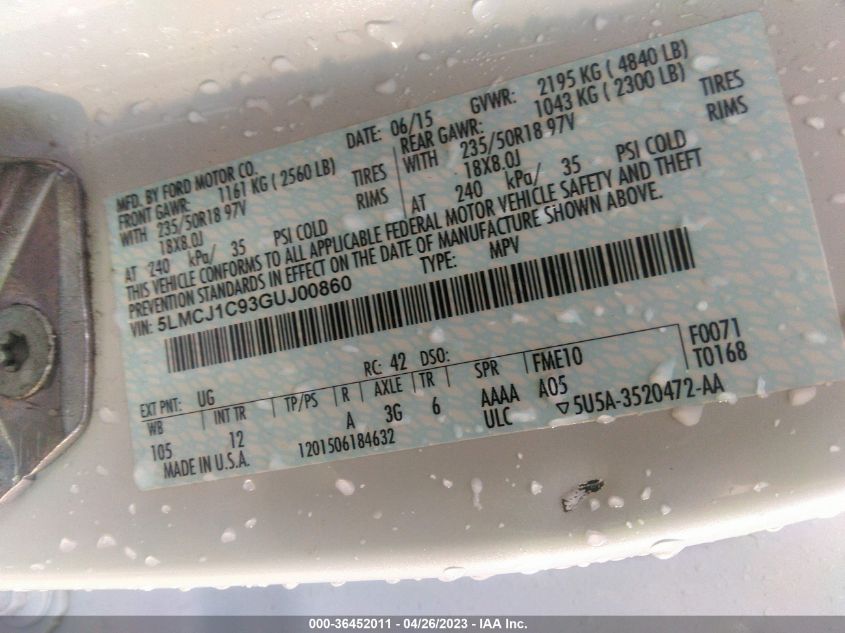 MFD. BY FORD MOTOR CO. DATE: 06/15 GVWR: 2195 KG ( 4840 LB)
FRONT GAWR: 1161 KG ( 2560 LB) REAR GAWR: 1043 KG ( 2300 LB)
WITH 235/50R18 97V TIRES WITH 235/50R18 97V TIRES
18X8.0J RIMS 18X8.0J RIMS
AT 240 kPa/ 35 PSI COLD AT 240 kPa/ 35 PSI COLD
THIS VEHICLE CONFORMS TO ALL APPLICABLE FEDERAL MOTOR VEHICLE SAFETY AND THEFT
PREVENTION STANDARDS IN EFFECT ON THE DATE OF MANUFACTURE SHOWN ABOVE.
VIN: 5LMCJ1C93GUJ00860 TYPE: MPV
F0071
EXT PNT: UG RC: 42 DSO: FME10 T0168
WB INT TR TP/PS R AXLE TR SPR A05
105 12 A 3G 6 AAAA
ULC ▽5U5A-3520472-AA
MADE IN U.S.A. 1201506184632
000-36452011 - 04/26/2023 - IAA Inc.